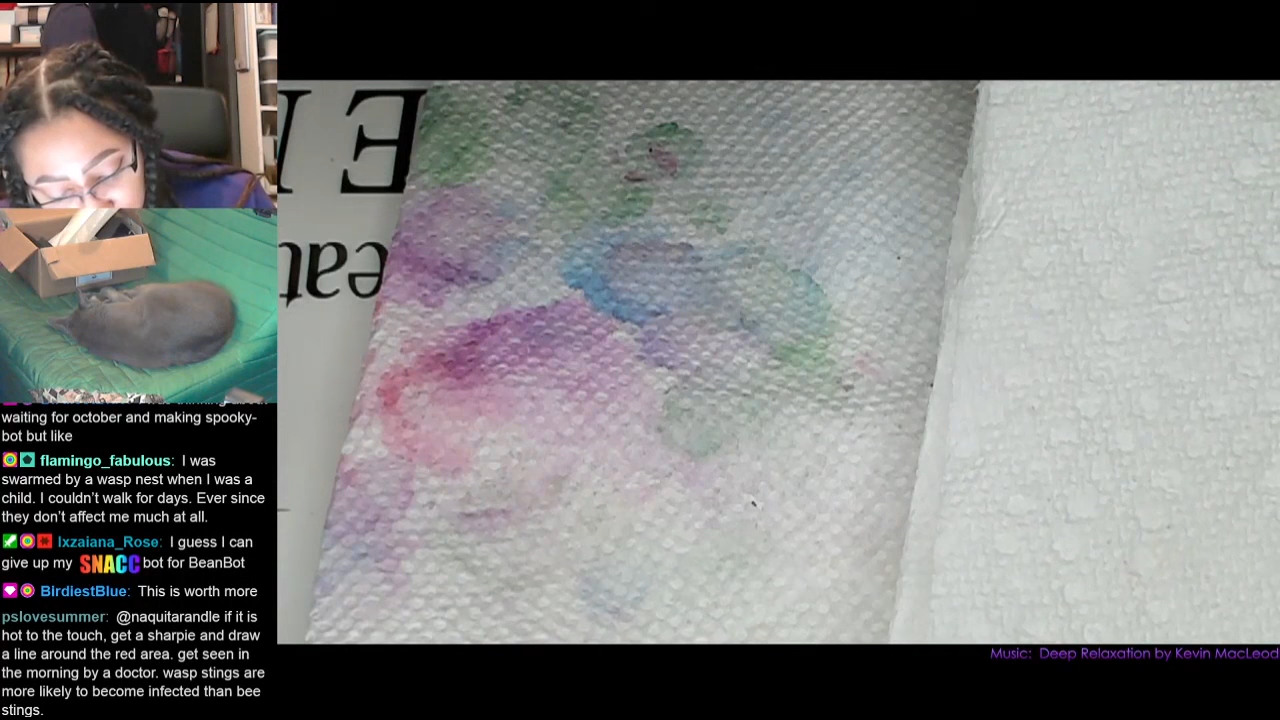 waiting for october and making spooky-
bot but like
flamingo_fabulous: I was
swarmed by a wasp nest when I was a
child. I couldn't walk for days. Ever since
they don't affect me much at all.
Ixzaiana_Rose: I guess I can
give up my SNACC bot for BeanBot
BirdiestBlue: This is worth more
pslovesummer: @naquitarandle if it is
hot to the touch, get a sharpie and draw
a line around the red area. get seen in
the morning by a doctor. wasp stings are
more likely to become infected than bee
stings.
Music: Deep Relaxation by Kevin MacLeod